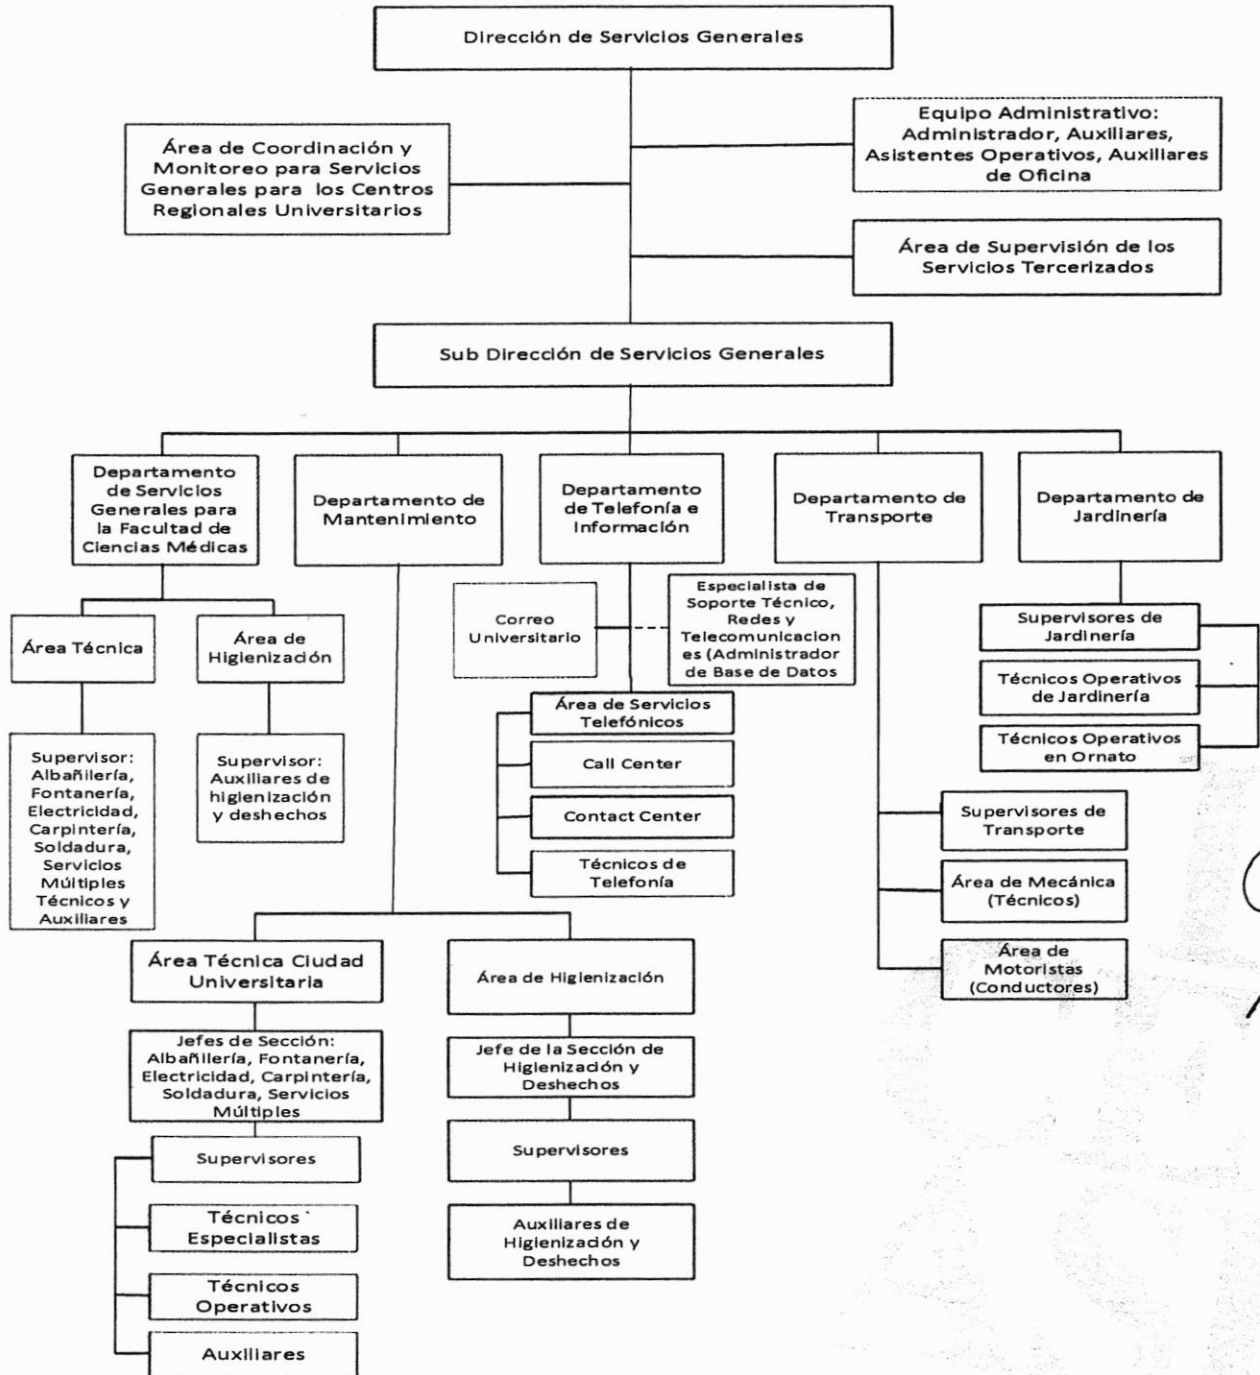 Dirección de Servicios Generales
Equipo Administrativo:
Administrador, Auxiliares,
Asistentes Operativos, Auxiliares
de Oficina
Área de Coordinación y
Monitoreo para Servicios
Generales para los Centros
Regionales Universitarios
Área de Supervisión de los
Servicios Tercerizados
Sub Dirección de Servicios Generales
Departamento
de Servicios
Generales para
la Facultad de
Ciencias Médicas
Departamento de
Mantenimiento
Departamento
de Telefonía e
Información
Departamento de
Transporte
Departamento de
Jardinería
Área Técnica
Área de
Higienización
Supervisor:
Albañilería,
Fontanería,
Electricidad,
Carpintería,
Soldadura,
Servicios
Múltiples
Técnicos y
Auxiliares
Supervisor:
Auxiliares de
higienización
y deshechos
Correo
Universitario
Especialista de
Soporte Técnico,
Redes y
Telecomunicacion
es (Administrador
de Base de Datos
Área de Servicios
Telefónicos
Call Center
Contact Center
Técnicos de
Telefonía
Supervisores de
Jardinería
Técnicos Operativos
de Jardinería
Técnicos Operativos
en Ornato
Supervisores de
Transporte
Área de Mecánica
(Técnicos)
Área de
Motoristas
(Conductores)
Área Técnica Ciudad
Universitaria
Jefes de Sección:
Albañilería, Fontanería,
Electricidad, Carpintería,
Soldadura, Servicios
Múltiples
Supervisores
Técnicos
Especialistas
Técnicos
Operativos
Auxiliares
Área de Higienización
Jefe de la Sección de
Higienización y
Deshechos
Supervisores
Auxiliares de
Higienización y
Deshechos